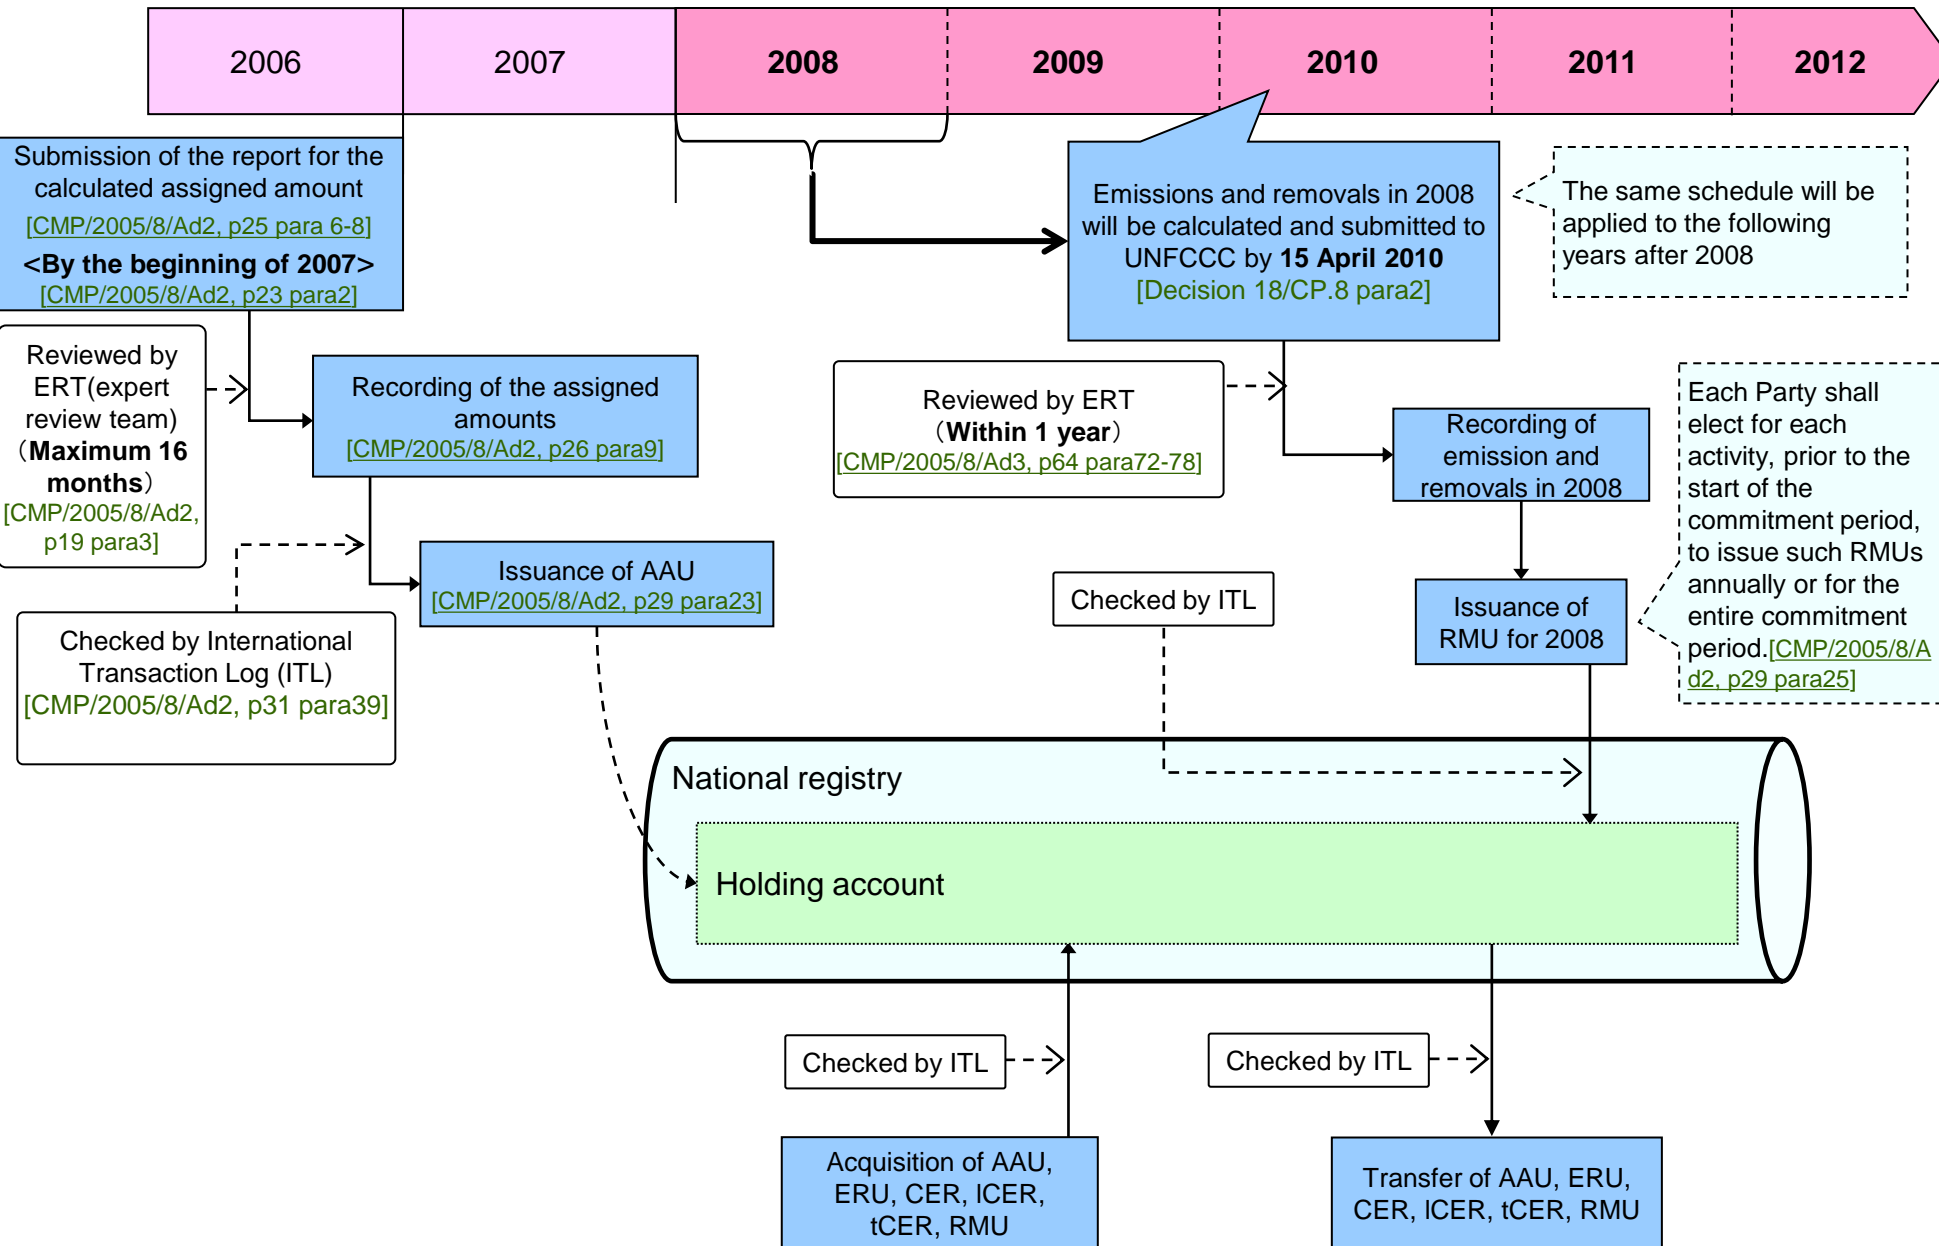 2006
2007
2008
2009
2010
2011
2012
Submission of the report for the
calculated assigned amount
[CMP/2005/8/Ad2, p25 para 6-8]
<By the beginning of 2007>
[CMP/2005/8/Ad2, p23 para2]
Emissions and removals in 2008
will be calculated and submitted to
UNFCCC by 15 April 2010
[Decision 18/CP.8 para2]
The same schedule will be
applied to the following
years after 2008
Reviewed by
ERT(expert
review team)
（Maximum 16
months）
[CMP/2005/8/Ad2,
p19 para3]
Recording of the assigned
amounts
[CMP/2005/8/Ad2, p26 para9]
Reviewed by ERT
（Within 1 year）
[CMP/2005/8/Ad3, p64 para72-78]
Recording of
emission and
removals in 2008
Each Party shall
elect for each
activity, prior to the
start of the
commitment period,
to issue such RMUs
annually or for the
entire commitment
period.[CMP/2005/8/A
d2, p29 para25]
Issuance of AAU
[CMP/2005/8/Ad2, p29 para23]
Checked by ITL
Issuance of
RMU for 2008
Checked by International
Transaction Log (ITL)
[CMP/2005/8/Ad2, p31 para39]
National registry
Holding account
Checked by ITL
Checked by ITL
Acquisition of AAU,
ERU, CER, lCER,
tCER, RMU
Transfer of AAU, ERU,
CER, lCER, tCER, RMU